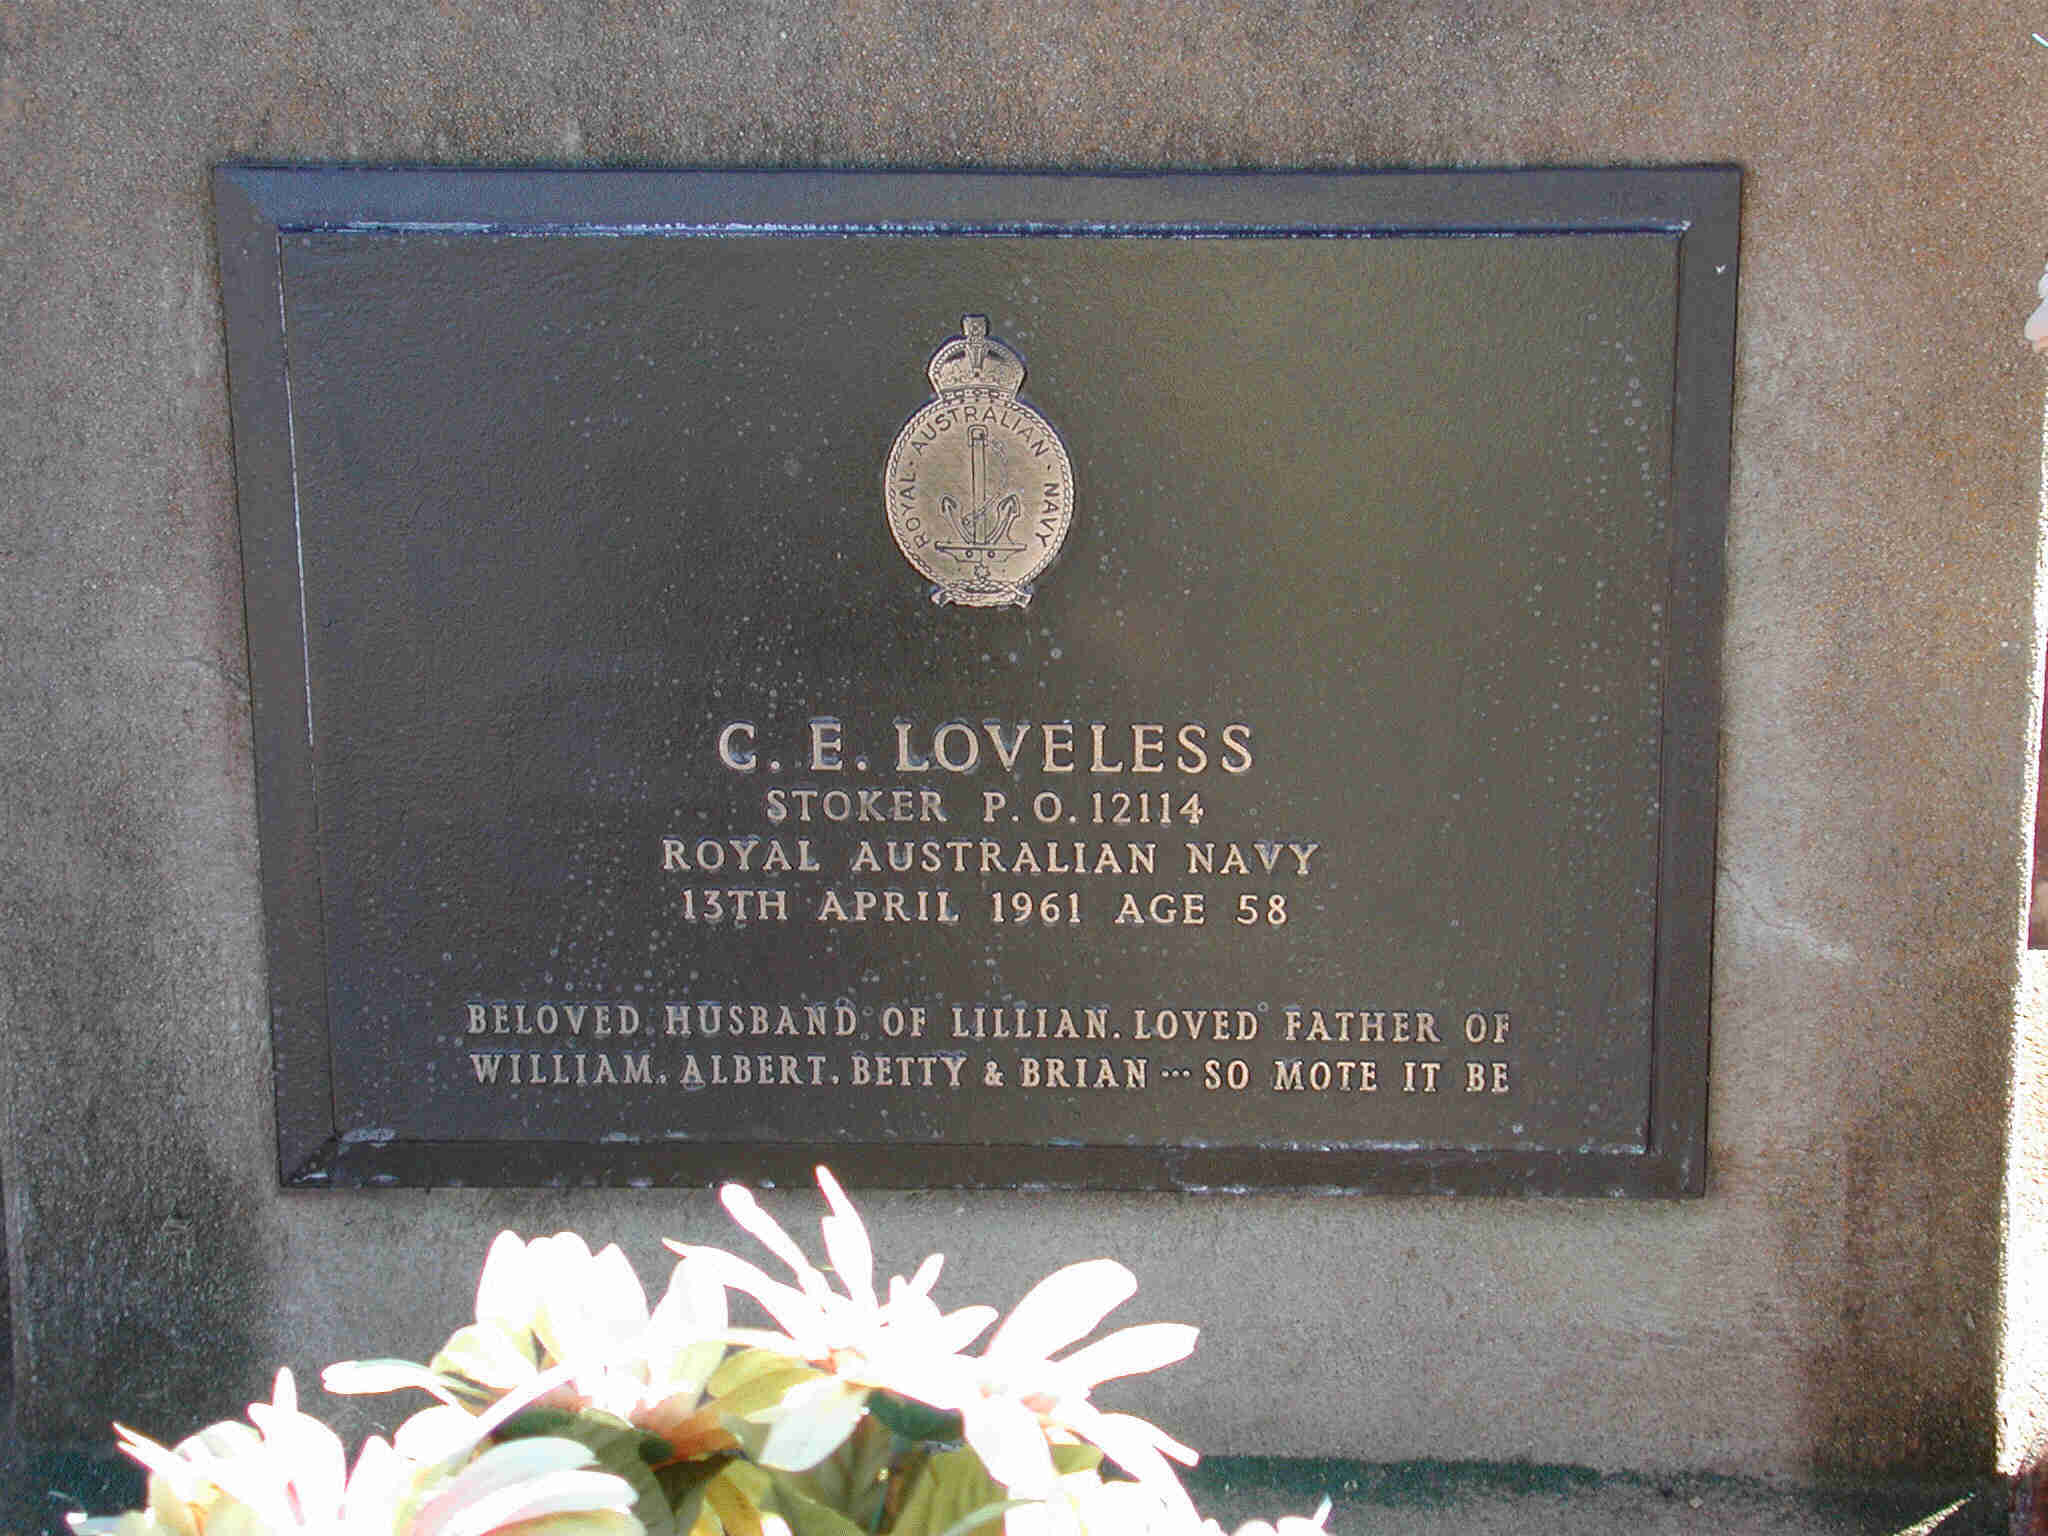 ROYAL · AUSTRALIAN · NAVY
C. E. LOVELESS
STOKER P.O. 12114
ROYAL AUSTRALIAN NAVY
13TH APRIL 1961 AGE 58
BELOVED HUSBAND OF LILLIAN. LOVED FATHER OF
WILLIAM, ALBERT, BETTY & BRIAN ··· SO MOTE IT BE